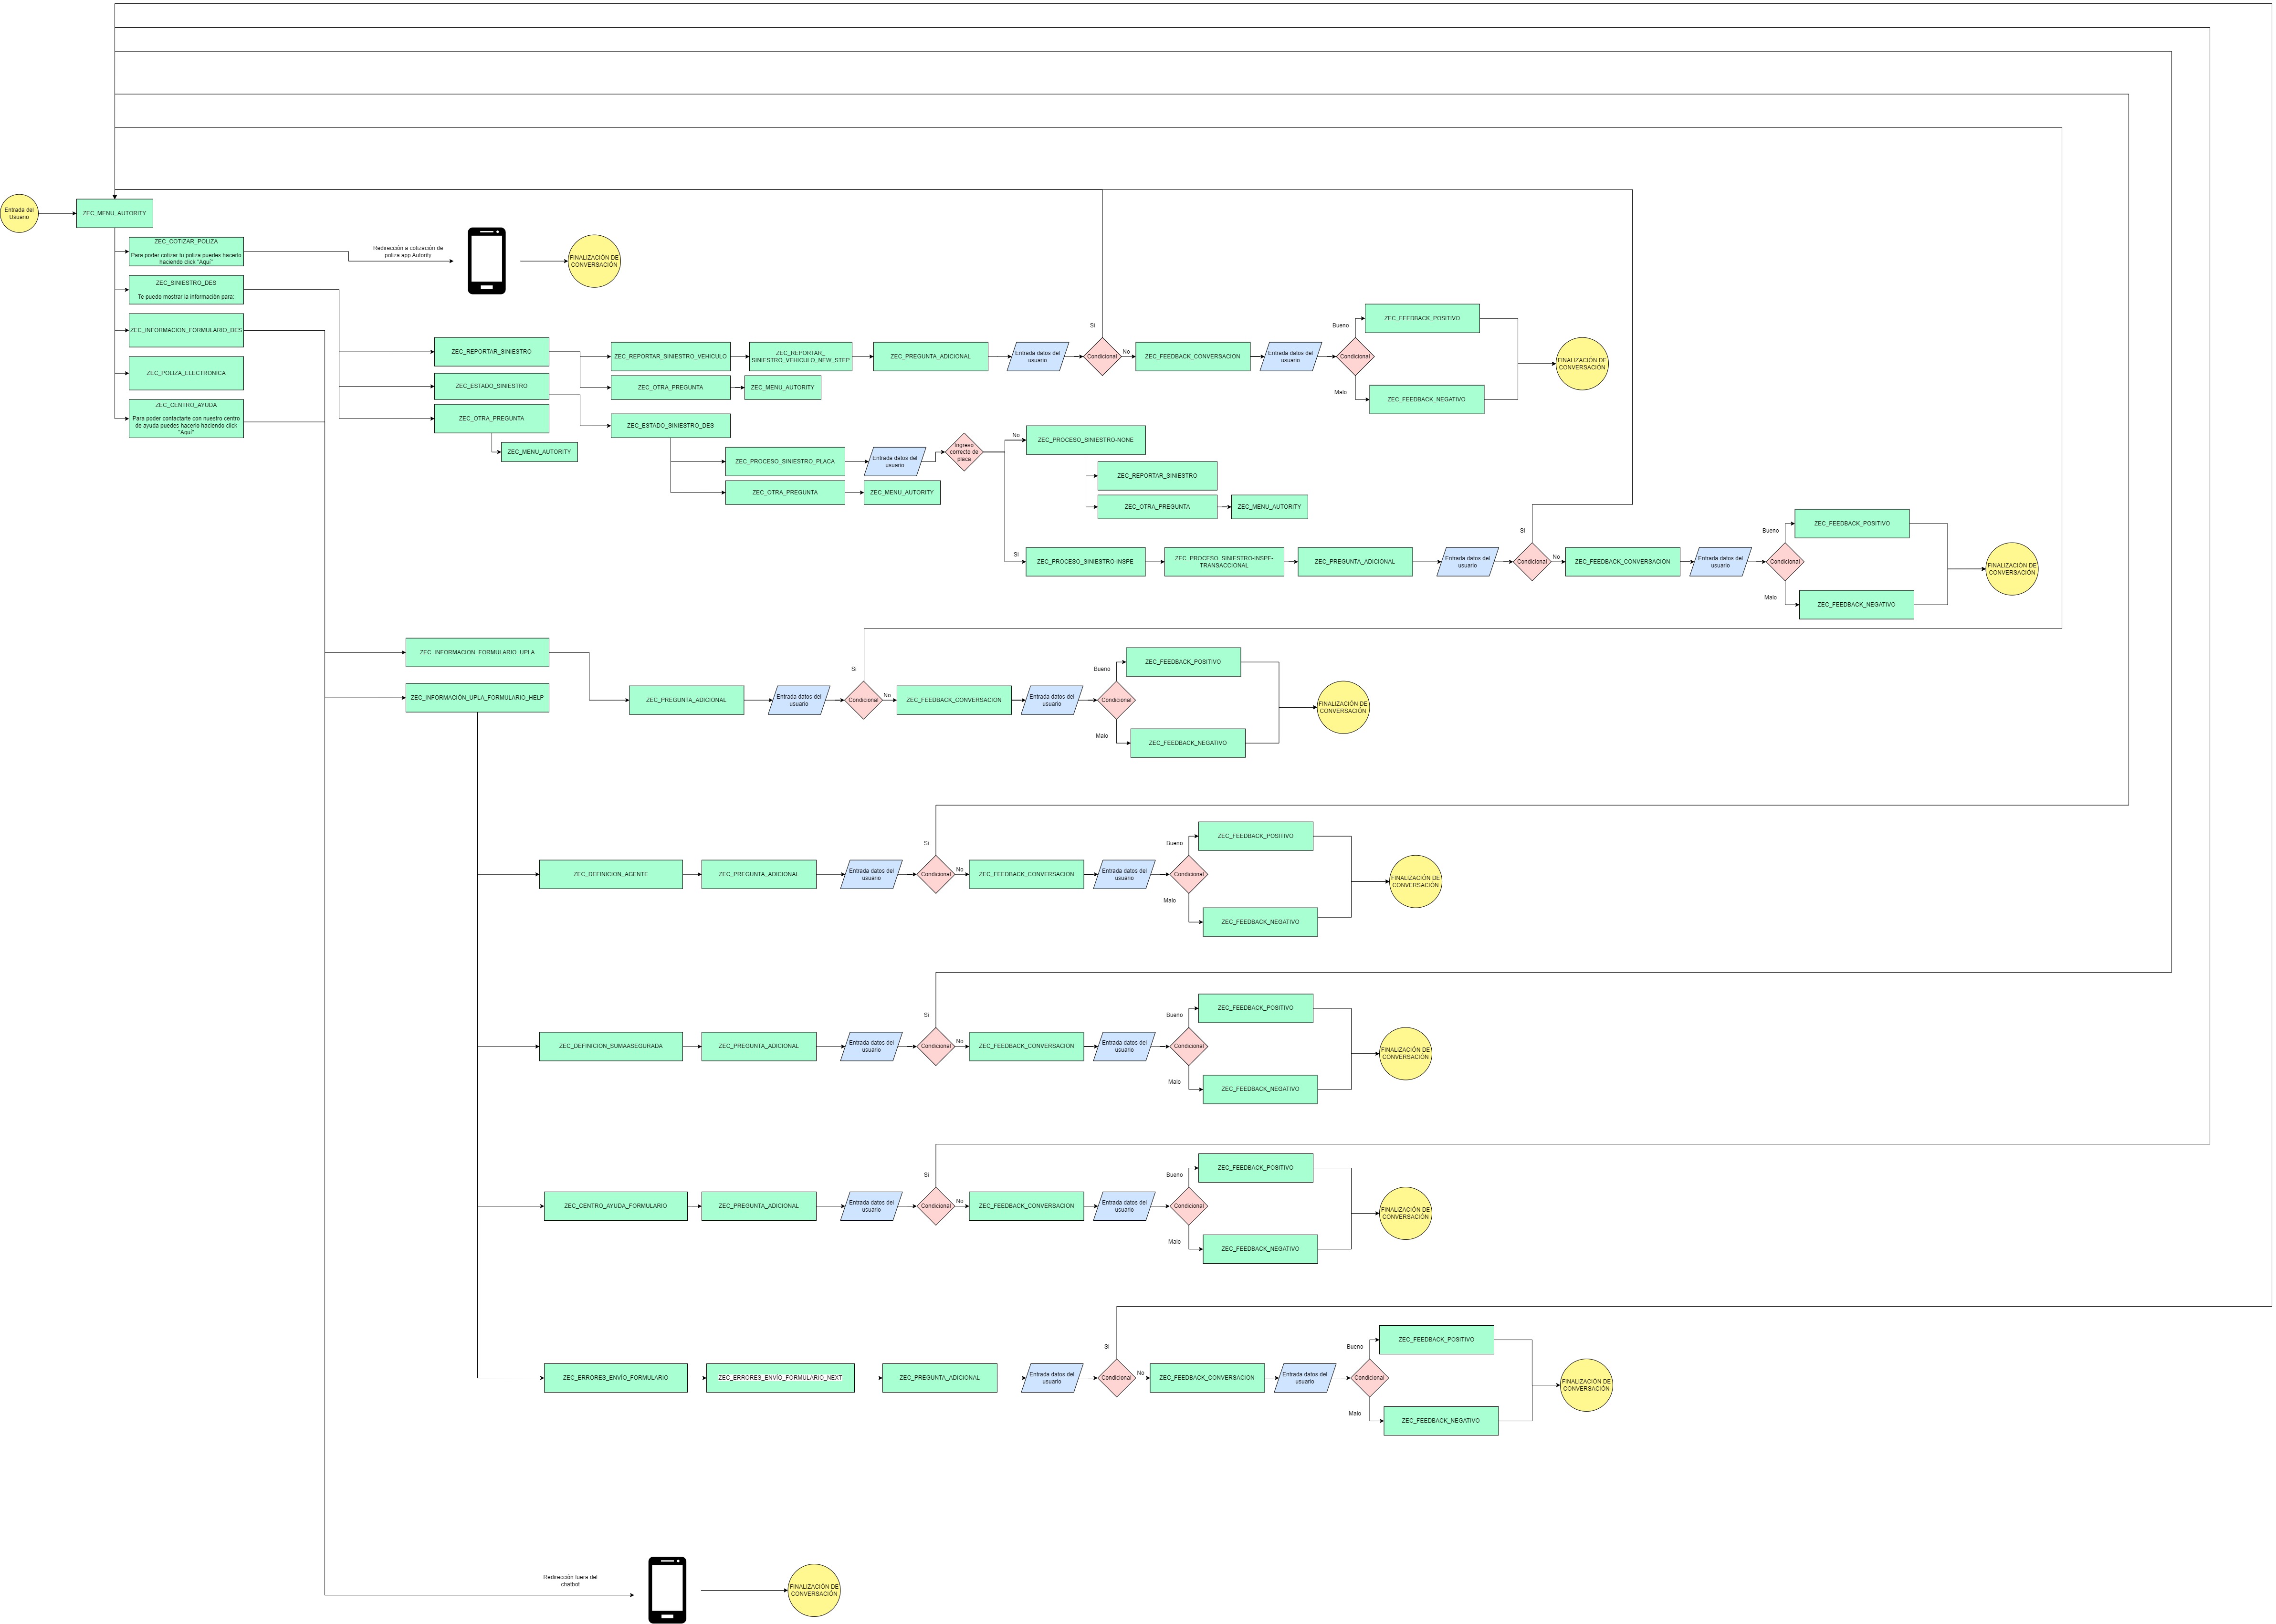 Entrada del
Usuario
ZEC_MENU_AUTORITY
ZEC_COTIZAR_POLIZA
Para poder cotizar tu poliza puedes hacerlo
haciendo click "Aquí"
Redirección a cotización de
poliza app Autority
FINALIZACIÓN DE
CONVERSACIÓN
ZEC_SINIESTRO_DES
Te puedo mostrar la información para:
ZEC_INFORMACION_FORMULARIO_DES
ZEC_POLIZA_ELECTRONICA
ZEC_CENTRO_AYUDA
Para poder contactarte con nuestro centro
de ayuda puedes hacerlo haciendo click
"Aquí"
ZEC_REPORTAR_SINIESTRO
ZEC_ESTADO_SINIESTRO
ZEC_OTRA_PREGUNTA
ZEC_MENU_AUTORITY
ZEC_REPORTAR_SINIESTRO_VEHICULO
ZEC_REPORTAR_
SINIESTRO_VEHICULO_NEW_STEP
ZEC_PREGUNTA_ADICIONAL
Entrada datos del
usuario
Si
Condicional
No
ZEC_FEEDBACK_CONVERSACION
Entrada datos del
usuario
Bueno
Condicional
Malo
ZEC_FEEDBACK_POSITIVO
ZEC_FEEDBACK_NEGATIVO
FINALIZACIÓN DE
CONVERSACIÓN
ZEC_OTRA_PREGUNTA
ZEC_MENU_AUTORITY
ZEC_ESTADO_SINIESTRO_DES
ZEC_PROCESO_SINIESTRO_PLACA
Entrada datos del
usuario
Ingreso
correcto de
placa
ZEC_OTRA_PREGUNTA
ZEC_MENU_AUTORITY
No
ZEC_PROCESO_SINIESTRO-NONE
ZEC_REPORTAR_SINIESTRO
ZEC_OTRA_PREGUNTA
ZEC_MENU_AUTORITY
Si
ZEC_PROCESO_SINIESTRO-INSPE
ZEC_PROCESO_SINIESTRO-INSPE-
TRANSACCIONAL
ZEC_PREGUNTA_ADICIONAL
Entrada datos del
usuario
Si
Condicional
No
ZEC_FEEDBACK_CONVERSACION
Entrada datos del
usuario
Bueno
Condicional
Malo
ZEC_FEEDBACK_POSITIVO
ZEC_FEEDBACK_NEGATIVO
FINALIZACIÓN DE
CONVERSACIÓN
ZEC_INFORMACION_FORMULARIO_UPLA
ZEC_INFORMACIÓN_UPLA_FORMULARIO_HELP
ZEC_PREGUNTA_ADICIONAL
Entrada datos del
usuario
Si
Condicional
No
ZEC_FEEDBACK_CONVERSACION
Entrada datos del
usuario
Bueno
Condicional
Malo
ZEC_FEEDBACK_POSITIVO
ZEC_FEEDBACK_NEGATIVO
FINALIZACIÓN DE
CONVERSACIÓN
ZEC_DEFINICION_AGENTE
ZEC_PREGUNTA_ADICIONAL
Entrada datos del
usuario
Si
Condicional
No
ZEC_FEEDBACK_CONVERSACION
Entrada datos del
usuario
Bueno
Condicional
Malo
ZEC_FEEDBACK_POSITIVO
ZEC_FEEDBACK_NEGATIVO
FINALIZACIÓN DE
CONVERSACIÓN
ZEC_DEFINICION_SUMAASEGURADA
ZEC_PREGUNTA_ADICIONAL
Entrada datos del
usuario
Si
Condicional
No
ZEC_FEEDBACK_CONVERSACION
Entrada datos del
usuario
Bueno
Condicional
Malo
ZEC_FEEDBACK_POSITIVO
ZEC_FEEDBACK_NEGATIVO
FINALIZACIÓN DE
CONVERSACIÓN
ZEC_CENTRO_AYUDA_FORMULARIO
ZEC_PREGUNTA_ADICIONAL
Entrada datos del
usuario
Si
Condicional
No
ZEC_FEEDBACK_CONVERSACION
Entrada datos del
usuario
Bueno
Condicional
Malo
ZEC_FEEDBACK_POSITIVO
ZEC_FEEDBACK_NEGATIVO
FINALIZACIÓN DE
CONVERSACIÓN
ZEC_ERRORES_ENVÍO_FORMULARIO
ZEC_ERRORES_ENVÍO_FORMULARIO_NEXT
ZEC_PREGUNTA_ADICIONAL
Entrada datos del
usuario
Si
Condicional
No
ZEC_FEEDBACK_CONVERSACION
Entrada datos del
usuario
Bueno
Condicional
Malo
ZEC_FEEDBACK_POSITIVO
ZEC_FEEDBACK_NEGATIVO
FINALIZACIÓN DE
CONVERSACIÓN
Redirección fuera del
chatbot
FINALIZACIÓN DE
CONVERSACIÓN